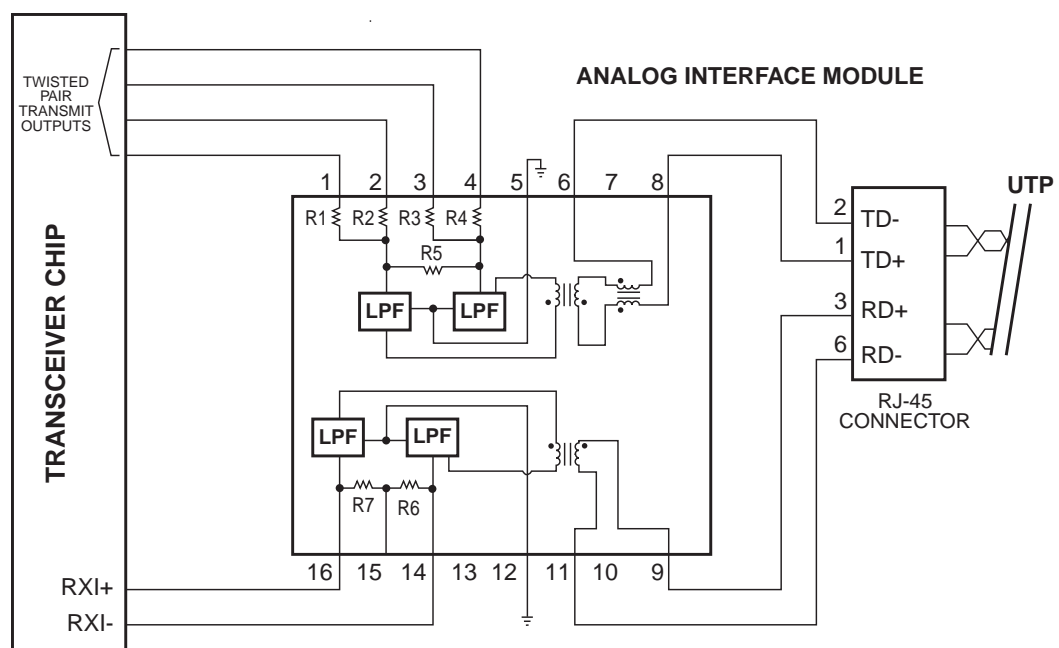 TWISTED
PAIR
TRANSMIT
OUTPUTS
ANALOG INTERFACE MODULE
TRANSCEIVER CHIP
1 2 3 4 5 6 7 8
R1 R2 R3 R4
R5
LPF LPF
LPF LPF
R7 R6
16 15 14 13 12 11 10 9
RXI+
RXI-
UTP
2 TD-
1 TD+
3 RD+
6 RD-
RJ-45
CONNECTOR